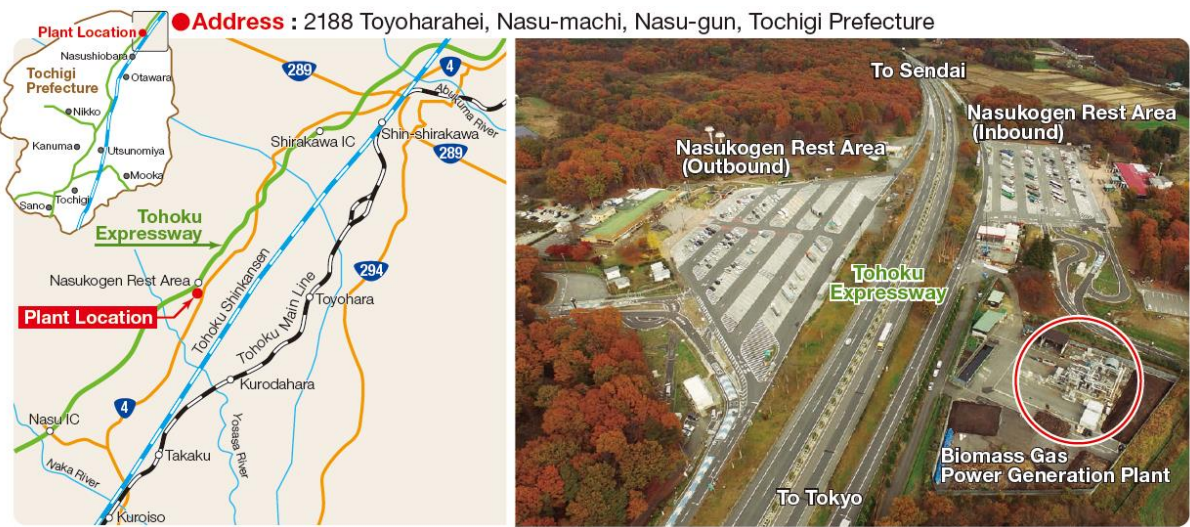 ●Address : 2188 Toyoharahei, Nasu-machi, Nasu-gun, Tochigi Prefecture
Plant Location
Nasushiobara
Otawara
Tochigi
Prefecture
Nikko
Kanuma
Utsunomiya
Mooka
Tochigi
Sano
289
4
Abukuma River
Shirakawa IC
Shin-shirakawa
289
Tohoku
Expressway
Nasukogen Rest Area
Plant Location
Tohoku Shinkansen
Tohoku Main Line
294
Toyohara
Kurodahara
4
Nasu IC
Yosasa River
Takaku
Naka River
Kuroiso
To Sendai
Nasukogen Rest Area
(Outbound)
Nasukogen Rest Area
(Inbound)
Tohoku
Expressway
Biomass Gas
Power Generation Plant
To Tokyo